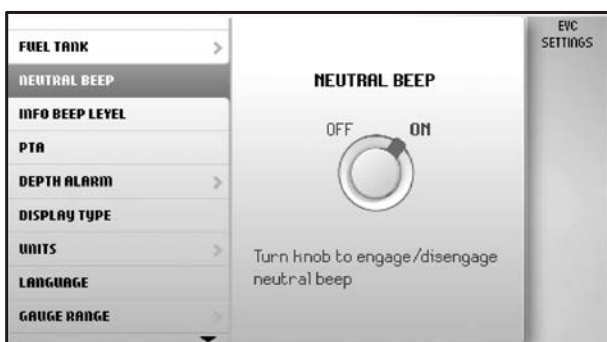 FUEL TANK
NEUTRAL BEEP
INFO BEEP LEVEL
PTA
DEPTH ALARM
DISPLAY TYPE
UNITS
LANGUAGE
GAUGE RANGE
NEUTRAL BEEP
OFF ON
Turn knob to engage/disengage
neutral beep
EVC
SETTINGS